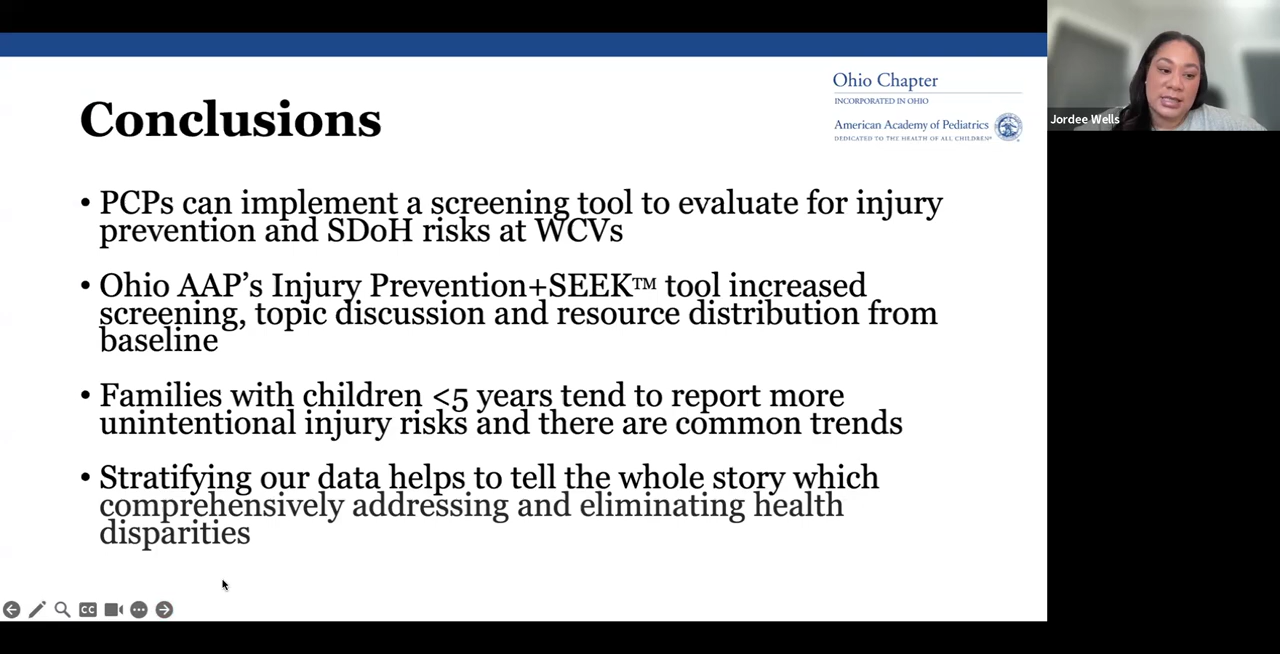 Ohio Chapter
INCORPORATED IN OHIO
American Academy of Pediatrics
DEDICATED TO THE HEALTH OF ALL CHILDREN®
Jordee Wells
Conclusions
• PCPs can implement a screening tool to evaluate for injury
prevention and SDoH risks at WCVs
• Ohio AAP’s Injury Prevention+SEEK™ tool increased
screening, topic discussion and resource distribution from
baseline
• Families with children <5 years tend to report more
unintentional injury risks and there are common trends
• Stratifying our data helps to tell the whole story which
comprehensively addressing and eliminating health
disparities
CC